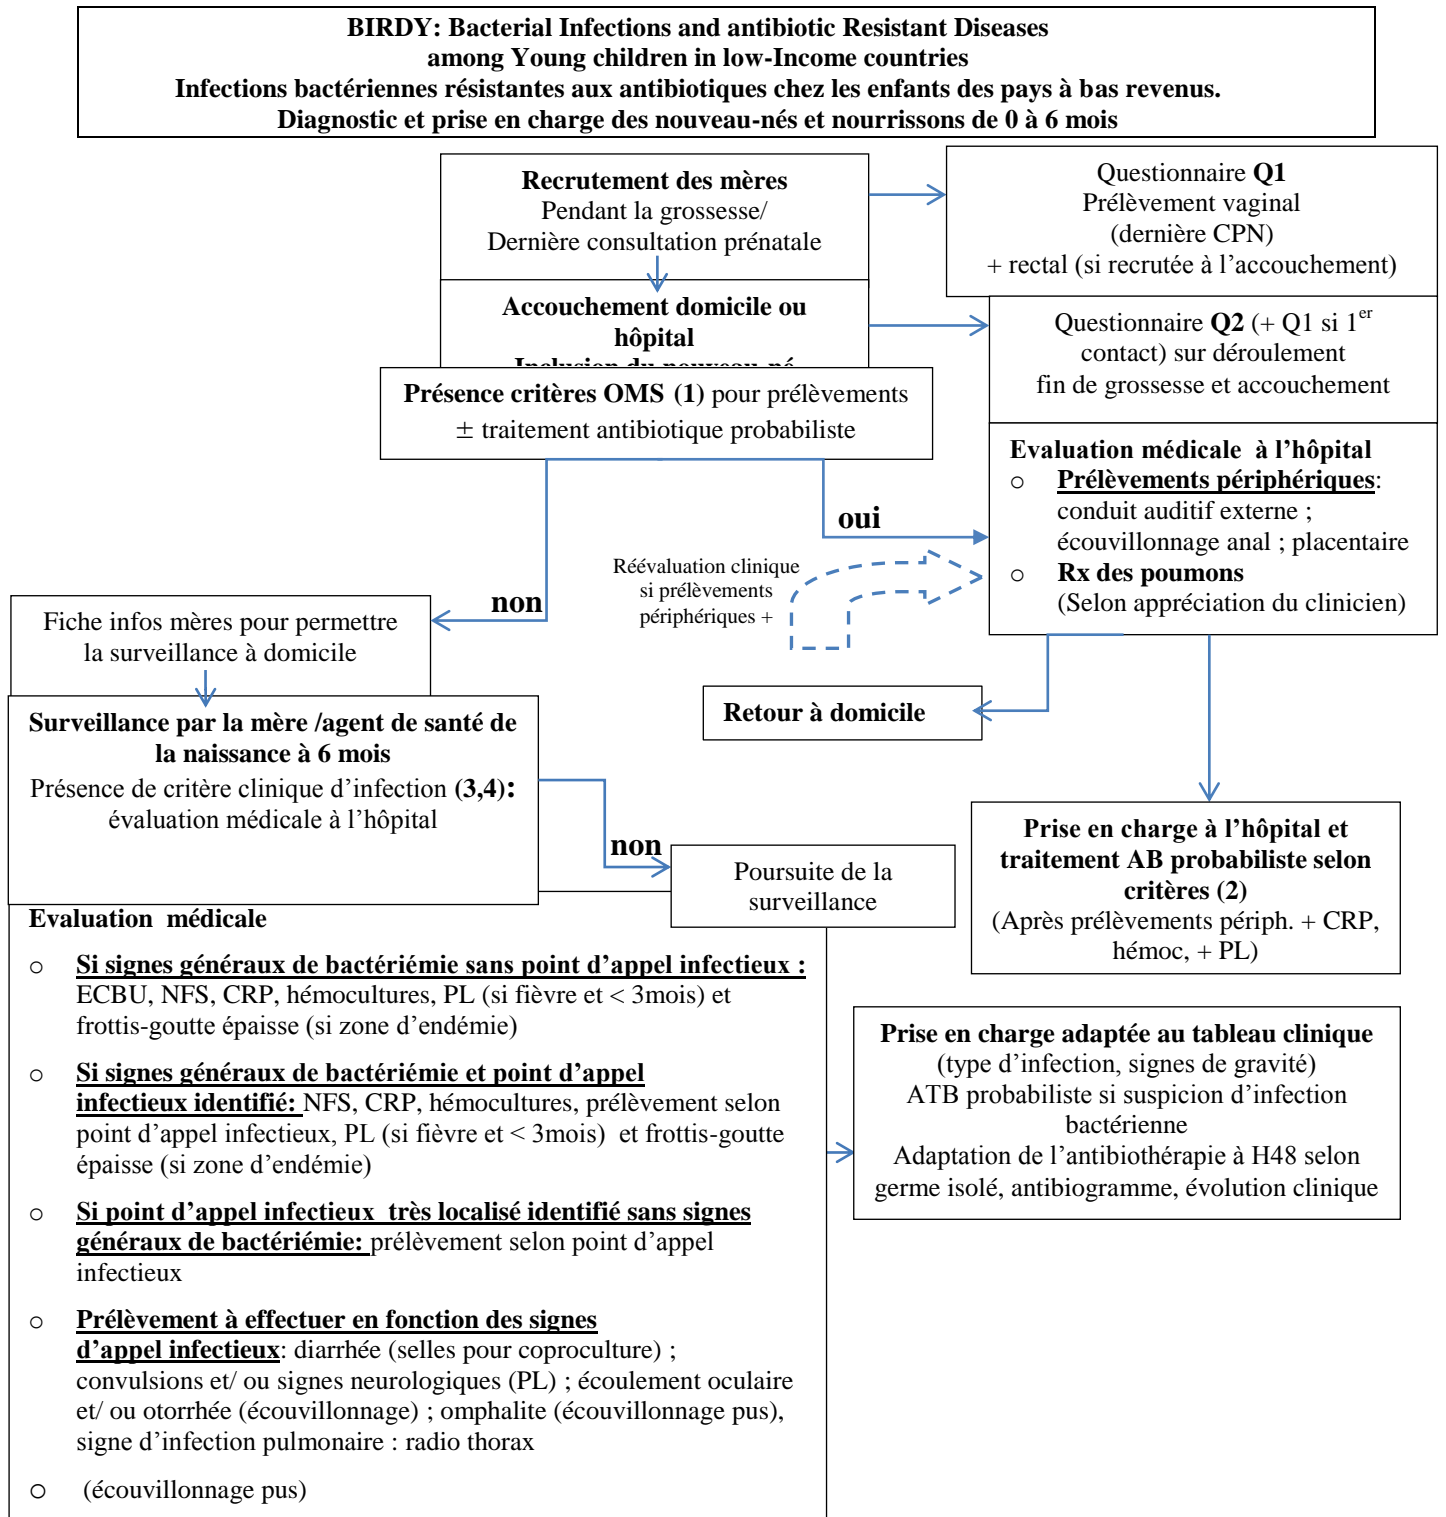 BIRDY: Bacterial Infections and antibiotic Resistant Diseases
among Young children in low-Income countries
Infections bactériennes résistantes aux antibiotiques chez les enfants des pays à bas revenus.
Diagnostic et prise en charge des nouveau-nés et nourrissons de 0 à 6 mois
Recrutement des mères
Pendant la grossesse/
Dernière consultation prénatale
Questionnaire Q1
Prélèvement vaginal
(dernière CPN)
+ rectal (si recrutée à l’accouchement)
Accouchement domicile ou
hôpital
Inclusion du nouveau-né
Questionnaire Q2 (+ Q1 si 1er
contact) sur déroulement
fin de grossesse et accouchement
Présence critères OMS (1) pour prélèvements
± traitement antibiotique probabiliste
Evaluation médicale à l’hôpital
o Prélèvements périphériques:
conduit auditif externe ;
écouvillonnage anal ; placentaire
o Rx des poumons
(Selon appréciation du clinicien)
oui
non
Réévaluation clinique
si prélèvements
périphériques +
Fiche infos mères pour permettre
la surveillance à domicile
Retour à domicile
Surveillance par la mère /agent de santé de
la naissance à 6 mois
Présence de critère clinique d’infection (3,4):
évaluation médicale à l’hôpital
non
Poursuite de la
surveillance
Prise en charge à l’hôpital et
traitement AB probabiliste selon
critères (2)
(Après prélèvements périph. + CRP,
hémoc, + PL)
Evaluation médicale
o Si signes généraux de bactériémie sans point d’appel infectieux :
ECBU, NFS, CRP, hémocultures, PL (si fièvre et < 3mois) et
frottis-goutte épaisse (si zone d’endémie)
o Si signes généraux de bactériémie et point d’appel
infectieux identifié: NFS, CRP, hémocultures, prélèvement selon
point d’appel infectieux, PL (si fièvre et < 3mois) et frottis-goutte
épaisse (si zone d’endémie)
o Si point d’appel infectieux très localisé identifié sans signes
généraux de bactériémie: prélèvement selon point d’appel
infectieux
o Prélèvement à effectuer en fonction des signes
d’appel infectieux: diarrhée (selles pour coproculture) ;
convulsions et/ ou signes neurologiques (PL) ; écoulement oculaire
et/ ou otorrhée (écouvillonnage) ; omphalite (écouvillonnage pus),
signe d’infection pulmonaire : radio thorax
o (écouvillonnage pus)
Prise en charge adaptée au tableau clinique
(type d’infection, signes de gravité)
ATB probabiliste si suspicion d’infection
bactérienne
Adaptation de l’antibiothérapie à H48 selon
germe isolé, antibiogramme, évolution clinique